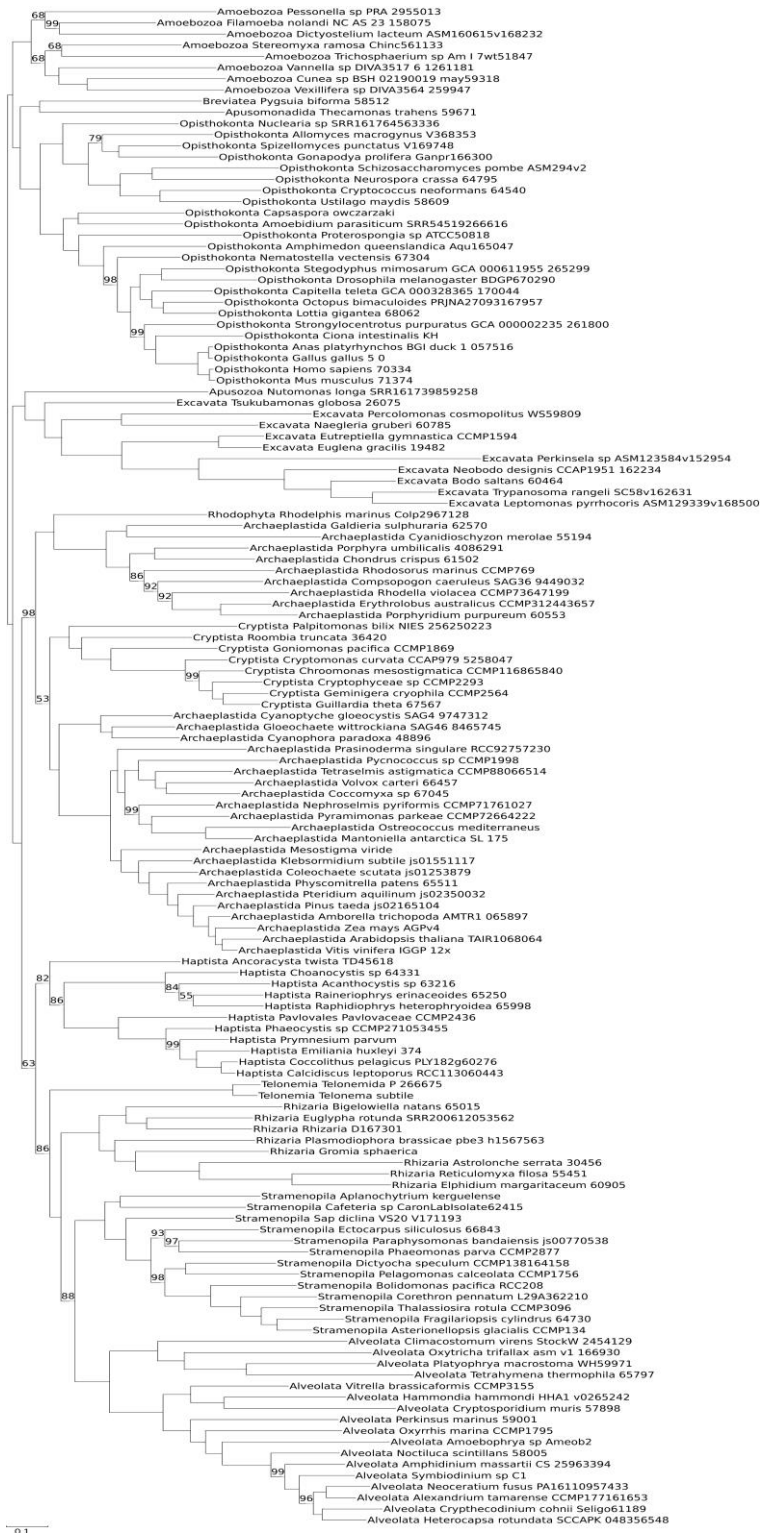 Amoebozoa Pessonella sp PRA 2955013
68
99
Amoebozoa Filamoeba nolandi NC AS 23 158075
Amoebozoa Dictyostelium lacteum ASM160615v168232
68
Amoebozoa Stereomyxa ramosa Chinc561133
68
Amoebozoa Trichosphaerium sp Am I 7wt51847
Amoebozoa Vannella sp DIVA3517 6 1261181
Amoebozoa Cunea sp BSH 02190019 may59318
Amoebozoa Vexillifera sp DIVA3564 259947
Breviatea Pygsuia biforma 58512
Apusomonadida Thecamonas trahens 59671
Opisthokonta Nuclearia sp SRR161764563336
79
Opisthokonta Allomyces macrogynus V368353
Opisthokonta Spizellomyces punctatus V169748
Opisthokonta Gonapodya prolifera Ganpr166300
Opisthokonta Schizosaccharomyces pombe ASM294v2
Opisthokonta Neurospora crassa 64795
Opisthokonta Cryptococcus neoformans 64540
Opisthokonta Ustilago maydis 58609
Opisthokonta Capsaspora owczarzaki
Opisthokonta Amoebidium parasiticum SRR54519266616
Opisthokonta Proterospongia sp ATCC50818
Opisthokonta Amphimedon queenslandica Aqu165047
Opisthokonta Nematostella vectensis 67304
Opisthokonta Stegodyphus mimosarum GCA 000611955 265299
98
Opisthokonta Drosophila melanogaster BDGP670290
Opisthokonta Capitella teleta GCA 000328365 170044
Opisthokonta Octopus bimaculoides PRJNA27093167957
Opisthokonta Lottia gigantea 68062
Opisthokonta Strongylocentrotus purpuratus GCA 000002235 261800
99
Opisthokonta Ciona intestinalis KH
Opisthokonta Anas platyrhynchos BGI duck 1 057516
Opisthokonta Gallus gallus 5 0
Opisthokonta Homo sapiens 70334
Opisthokonta Mus musculus 71374
Apusozoa Nutomonas longa SRR161739859258
Excavata Tsukubamonas globosa 26075
Excavata Percolomonas cosmopolitus WS59809
Excavata Naegleria gruberi 60785
Excavata Eutreptiella gymnastica CCMP1594
Excavata Euglena gracilis 19482
Excavata Perkinsela sp ASM123584v152954
Excavata Neobodo designis CCAP1951 162234
Excavata Bodo saltans 60464
Excavata Trypanosoma rangeli SC58v162631
Excavata Leptomonas pyrrhocoris ASM129339v168500
Rhodophyta Rhodelphis marinus Colp2967128
Archaeplastida Galdieria sulphuraria 62570
Archaeplastida Cyanidioschyzon merolae 55194
Archaeplastida Porphyra umbilicalis 4086291
Archaeplastida Chondrus crispus 61502
86
Archaeplastida Rhodosorus marinus CCMP769
92
Archaeplastida Compsopogon caeruleus SAG36 9449032
92
Archaeplastida Rhodella violacea CCMP73647199
Archaeplastida Erythrolobus australicus CCMP312443657
98
Archaeplastida Porphyridium purpureum 60553
Cryptista Palpitomonas bilix NIES 256250223
Cryptista Roombia truncata 36420
Cryptista Goniomonas pacifica CCMP1869
Cryptista Cryptomonas curvata CCAP979 5258047
99
Cryptista Chroomonas mesostigmatica CCMP116865840
Cryptista Cryptophyceae sp CCMP2293
Cryptista Geminigera cryophila CCMP2564
53
Cryptista Guillardia theta 67567
Archaeplastida Cyanoptyche gloeocystis SAG4 9747312
Archaeplastida Gloeochaete wittrockiana SAG46 8465745
Archaeplastida Cyanophora paradoxa 48896
Archaeplastida Prasinoderma singulare RCC92757230
Archaeplastida Pycnococcus sp CCMP1998
Archaeplastida Tetraselmis astigmatica CCMP88066514
Archaeplastida Volvox carteri 66457
Archaeplastida Coccomyxa sp 67045
99
Archaeplastida Nephroselmis pyriformis CCMP71761027
Archaeplastida Pyramimonas parkeae CCMP72664222
Archaeplastida Ostreococcus mediterraneus
Archaeplastida Mantoniella antarctica SL 175
Archaeplastida Mesostigma viride
Archaeplastida Klebsormidium subtile js01551117
Archaeplastida Coleochaete scutata js01253879
Archaeplastida Physcomitrella patens 65511
Archaeplastida Pteridium aquilinum js02350032
Archaeplastida Pinus taeda js02165104
Archaeplastida Amborella trichopoda AMTR1 065897
Archaeplastida Zea mays AGPv4
Archaeplastida Arabidopsis thaliana TAIR1068064
Archaeplastida Vitis vinifera IGGP 12x
Haptista Ancoracysta twista TD45618
82
Haptista Choanocystis sp 64331
84
Haptista Acanthocystis sp 63216
55
Haptista Raineriophrys erinaceoides 65250
86
Haptista Raphidiophrys heterophryoidea 65998
Haptista Pavlovales Pavlovaceae CCMP2436
Haptista Phaeocystis sp CCMP271053455
99
Haptista Prymnesium parvum
Haptista Emiliania huxleyi 374
Haptista Coccolithus pelagicus PLY182g60276
63
Haptista Calcidiscus leptoporus RCC113060443
Telonemia Telonemida P 266675
Telonemia Telonema subtile
Rhizaria Bigelowiella natans 65015
Rhizaria Euglypha rotunda SRR200612053562
Rhizaria Rhizaria D167301
Rhizaria Plasmodiophora brassicae pbe3 h1567563
86
Rhizaria Gromia sphaerica
Rhizaria Astrolonche serrata 30456
Rhizaria Reticulomyxa filosa 55451
Rhizaria Elphidium margaritaceum 60905
Stramenopila Aplanochytrium kerguelense
Stramenopila Cafeteria sp CaronLabIsolate62415
Stramenopila Sap diclina VS20 V171193
93
Stramenopila Ectocarpus siliculosus 66843
97
Stramenopila Paraphysomonas bandaiensis js00770538
Stramenopila Phaeomonas parva CCMP2877
Stramenopila Dictyocha speculum CCMP138164158
98
Stramenopila Pelagomonas calceolata CCMP1756
Stramenopila Bolidomonas pacifica RCC208
88
Stramenopila Corethron pennatum L29A362210
Stramenopila Thalassiosira rotula CCMP3096
Stramenopila Fragilariopsis cylindrus 64730
Stramenopila Asterionellopsis glacialis CCMP134
Alveolata Climacostomum virens StockW 2454129
Alveolata Oxytricha trifallax asm v1 166930
Alveolata Platyophrya macrostoma WH59971
Alveolata Tetrahymena thermophila 65797
Alveolata Vitrella brassicaformis CCMP3155
Alveolata Hammondia hammondi HHA1 v0265242
Alveolata Cryptosporidium muris 57898
Alveolata Perkinsus marinus 59001
Alveolata Oxyrrhis marina CCMP1795
Alveolata Amoebophrya sp Ameob2
Alveolata Noctiluca scintillans 58005
99
Alveolata Amphidinium massartii CS 25963394
Alveolata Symbiodinium sp C1
Alveolata Neoceratium fusus PA16110957433
96
Alveolata Alexandrium tamarense CCMP177161653
Alveolata Crypthecodinium cohnii Seligo61189
Alveolata Heterocapsa rotundata SCCAPK 048356548
0.1